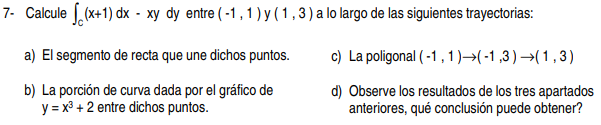 7- Calcule ∫c (x+1) dx - xy dy entre ( -1 , 1 ) y ( 1 , 3 ) a lo largo de las siguientes trayectorias:
a) El segmento de recta que une dichos puntos.
c) La poligonal ( -1 , 1 )→( -1 ,3 ) →( 1 , 3 )
b) La porción de curva dada por el gráfico de
y = x³ + 2 entre dichos puntos.
d) Observe los resultados de los tres apartados
anteriores, qué conclusión puede obtener?